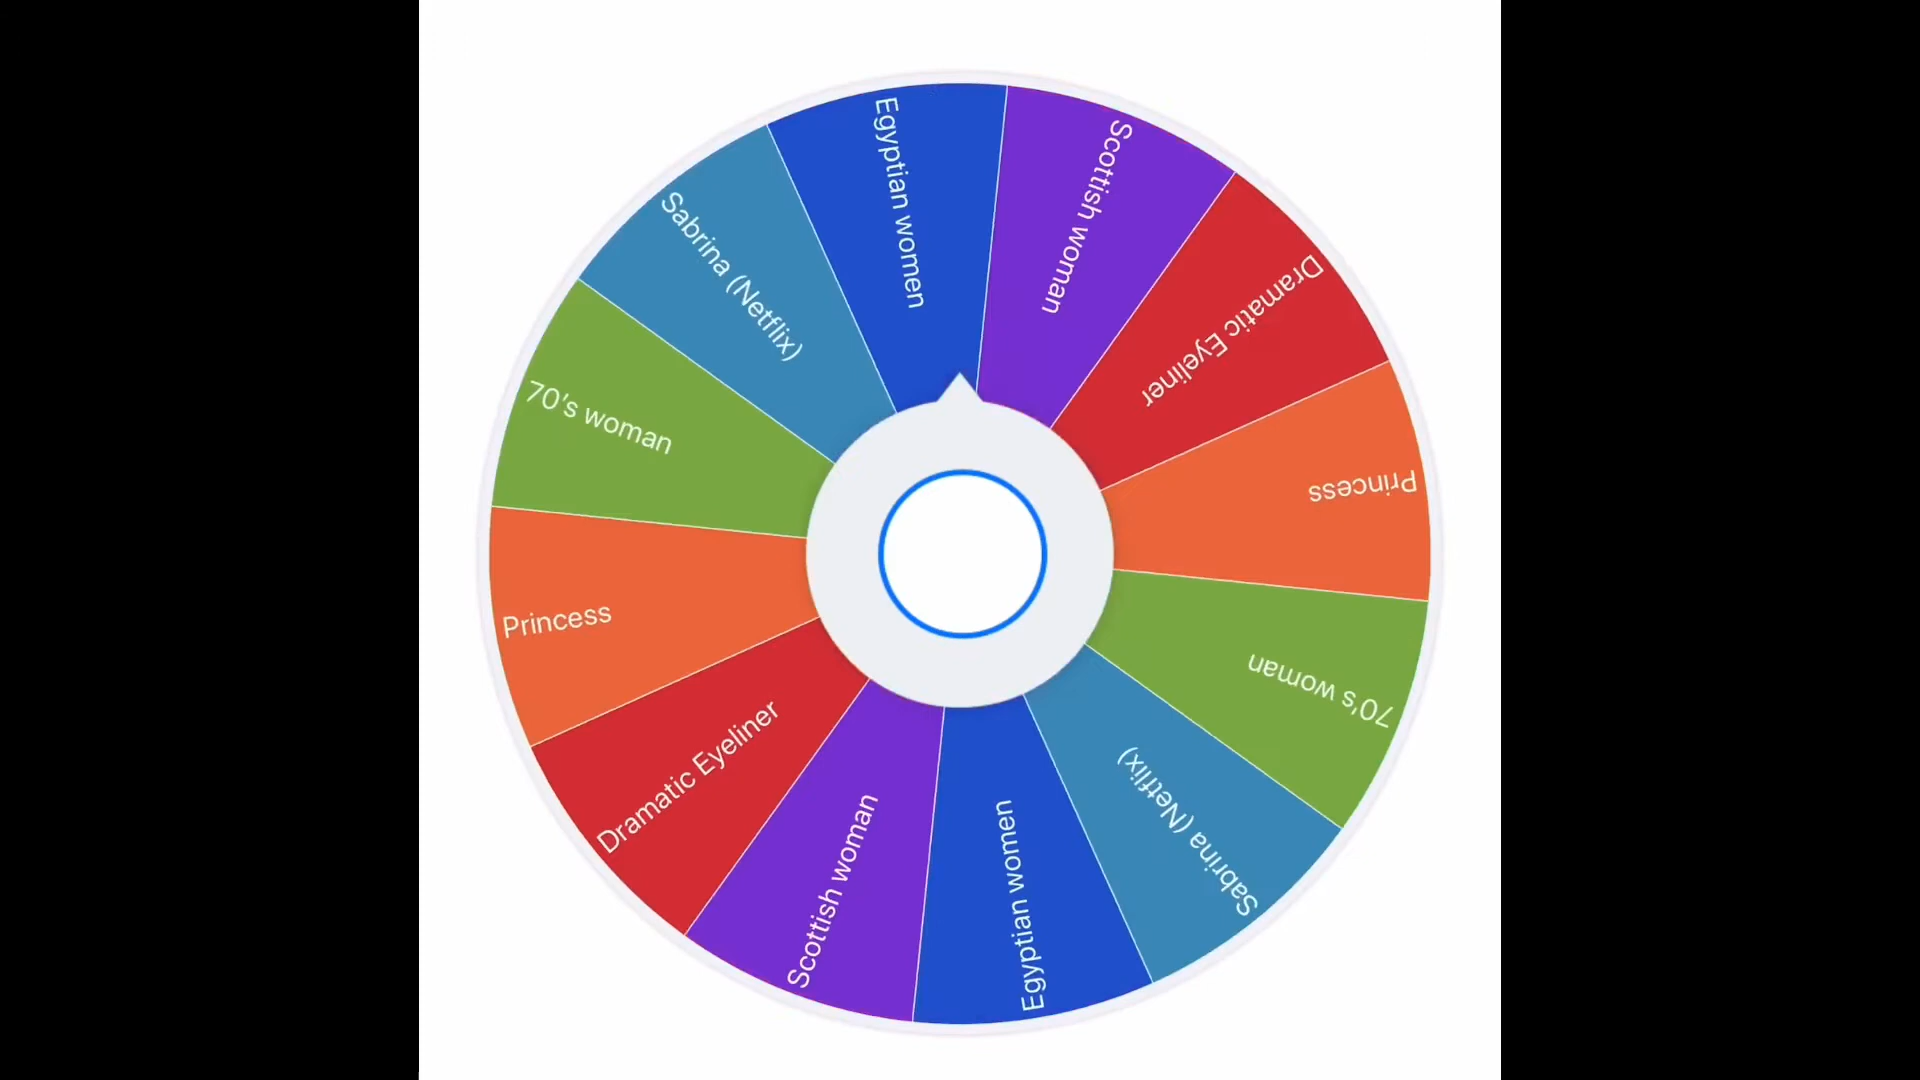 Egyptian women
Scottish woman
Dramatic Eyeliner
Princess
70's woman
Sabrina (Netflix)
Egyptian women
Scottish woman
Dramatic Eyeliner
Princess
70's woman
Sabrina (Netflix)